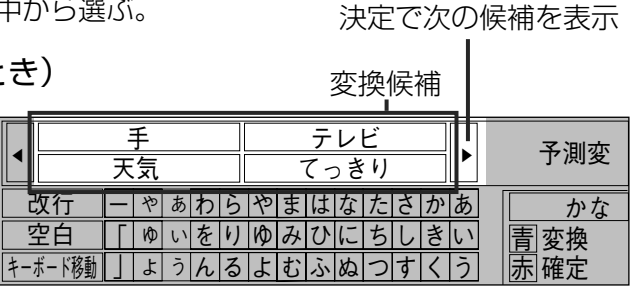 中から選ぶ。
決定で次の候補を表示
とき）
変換候補
◀ 手 テレビ ▶ 予測変
天気 てっきり
改行 ー ゃ ぁ わ ら や ま は な た さ か あ かな
空白 「 ゅ ぃ を り ゆ み ひ に ち し き い 青 変換
キーボード移動 」 ょ ぅ ん る よ む ふ ぬ つ す く う 赤 確定